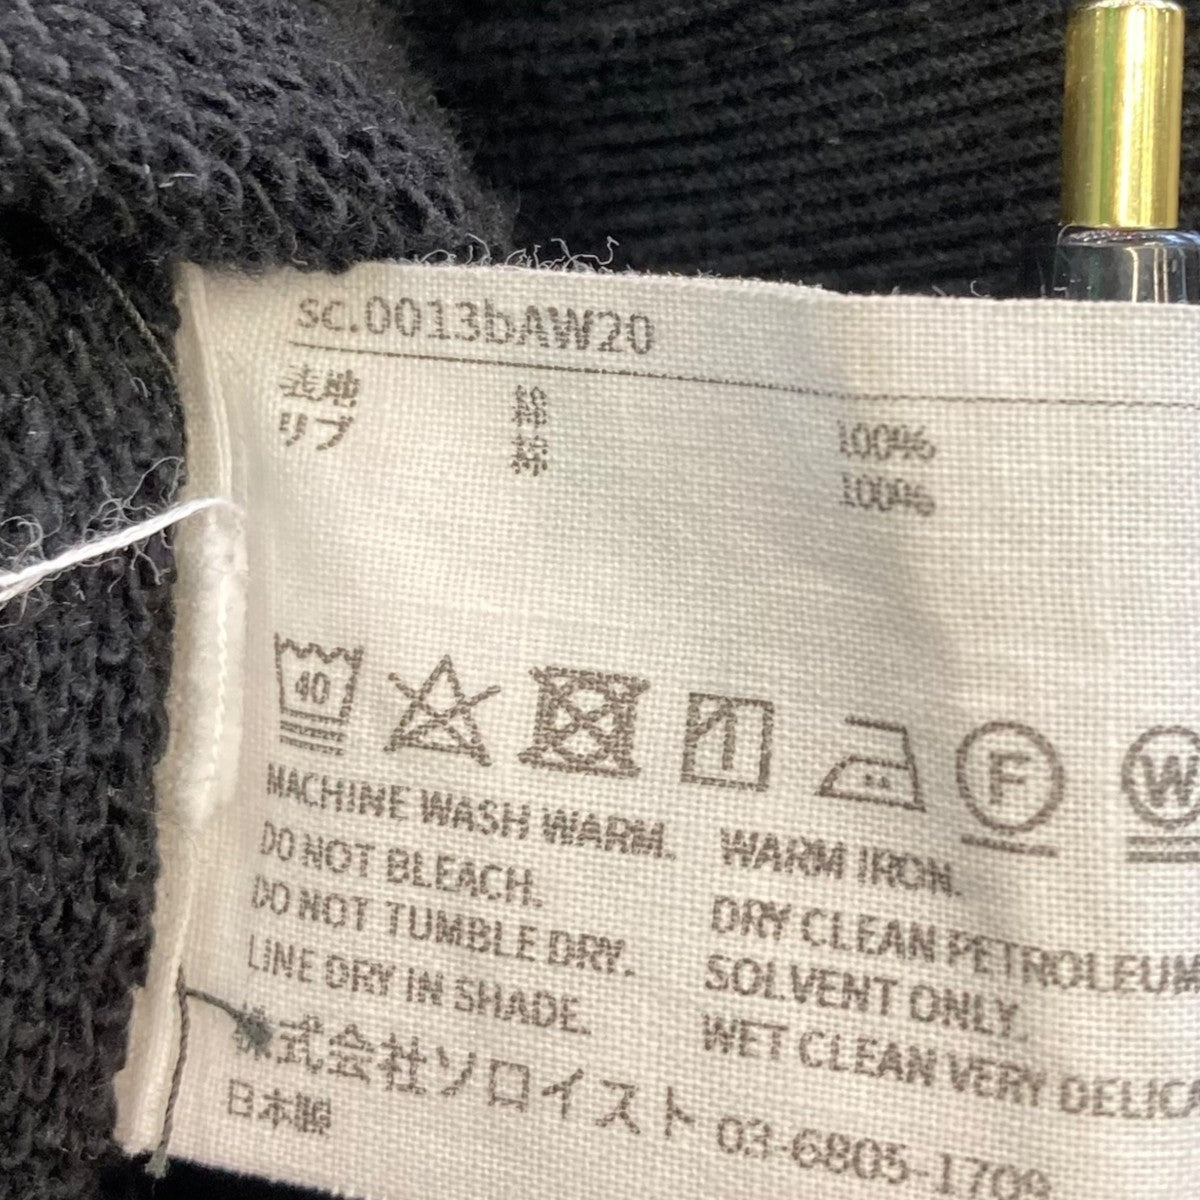 sc.0013bAW20
表地 綿 100%
リブ 綿 100%
40
F
W
MACHINE WASH WARM.
DO NOT BLEACH.
DO NOT TUMBLE DRY.
LINE DRY IN SHADE.
WARM IRON.
DRY CLEAN PETROLEUM
SOLVENT ONLY.
WET CLEAN VERY
株式会社ソロイスト 03-6805-1709
日本製